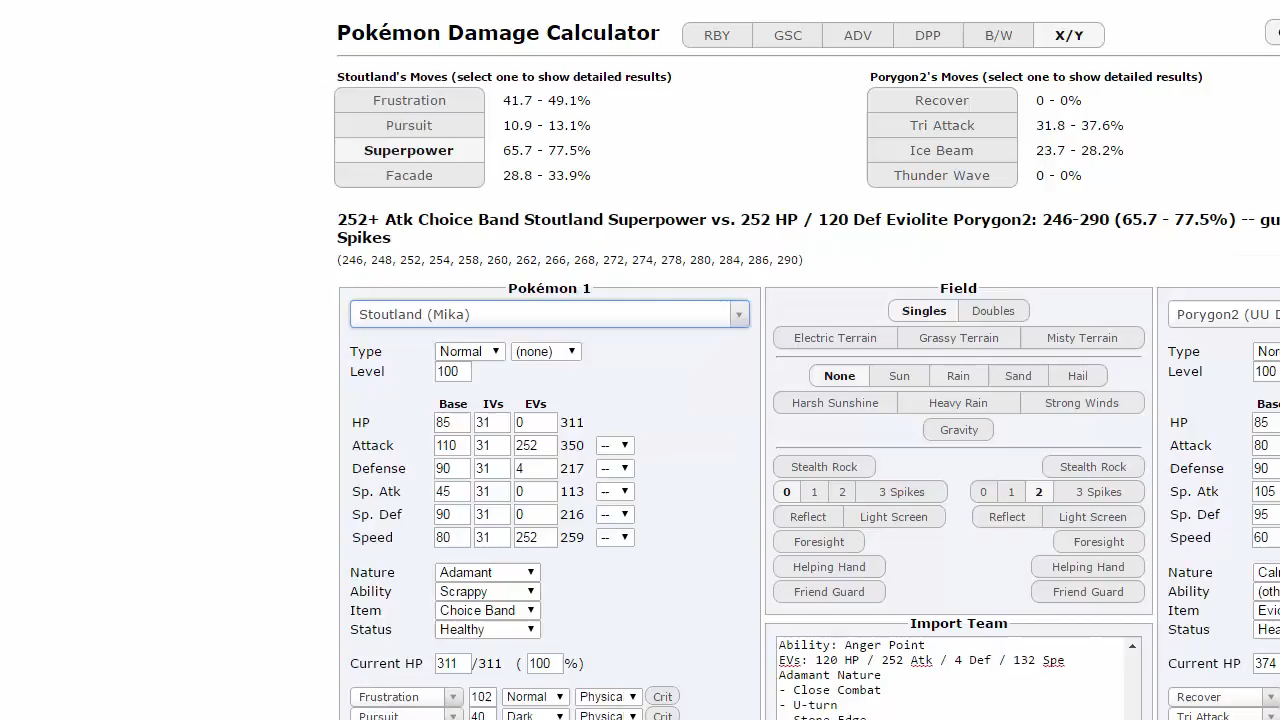 Pokémon Damage Calculator RBY GSC ADV DPP B/W X/Y
Stoutland's Moves (select one to show detailed results) Porygon2's Moves (select one to show detailed results)
Frustration 41.7 - 49.1% Recover 0 - 0%
Pursuit 10.9 - 13.1% Tri Attack 31.8 - 37.6%
Superpower 65.7 - 77.5% Ice Beam 23.7 - 28.2%
Facade 28.8 - 33.9% Thunder Wave 0 - 0%
252+ Atk Choice Band Stoutland Superpower vs. 252 HP / 120 Def Eviolite Porygon2: 246-290 (65.7 - 77.5%) -- gu
Spikes
(246, 248, 252, 254, 258, 260, 262, 266, 268, 272, 274, 278, 280, 284, 286, 290)
Pokémon 1 Field
Stoutland (Mika) Singles Doubles Porygon2 (UU D
Electric Terrain Grassy Terrain Misty Terrain
Type Normal (none) Type Nor
Level 100 Level 100
None Sun Rain Sand Hail
Harsh Sunshine Heavy Rain Strong Winds
Base IVs EVs Base
HP 85 31 0 311 HP 85
Gravity
Attack 110 31 252 350 -- Attack 80
Defense 90 31 4 217 -- Stealth Rock Stealth Rock Defense 90
Sp. Atk 45 31 0 113 -- 0 1 2 3 Spikes 0 1 2 3 Spikes Sp. Atk 105
Sp. Def 90 31 0 216 -- Reflect Light Screen Reflect Light Screen Sp. Def 95
Speed 80 31 252 259 -- Foresight Foresight Speed 60
Nature Adamant Helping Hand Helping Hand Nature Cal
Ability Scrappy Friend Guard Friend Guard Ability (oth
Item Choice Band Item Evi
Status Healthy Import Team Status Hea
Ability: Anger Point
EVs: 120 HP / 252 Atk / 4 Def / 132 Spe
Current HP 311 /311 ( 100 %) Current HP 374
Adamant Nature
- Close Combat
Frustration 102 Normal Physica Crit Recover
- U-turn
Pursuit 40 Dark Physica Crit - Stone Edge Tri Attack